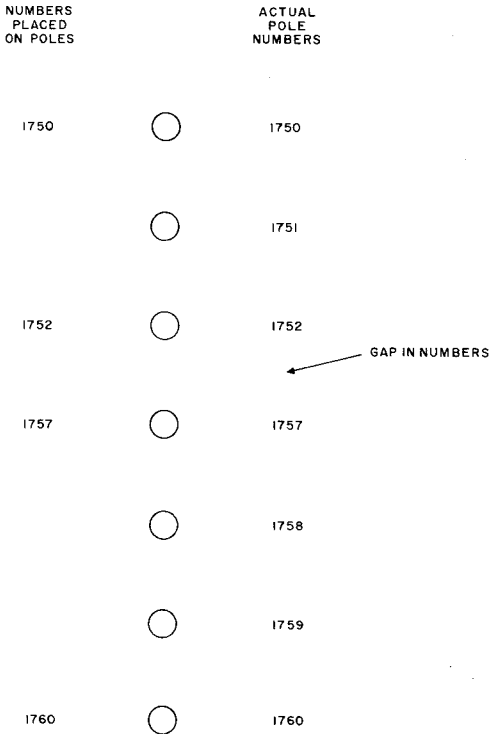 NUMBERS
PLACED
ON POLES
ACTUAL
POLE
NUMBERS
1750 1750
1751
1752 1752
GAP IN NUMBERS
1757 1757
1758
1759
1760 1760